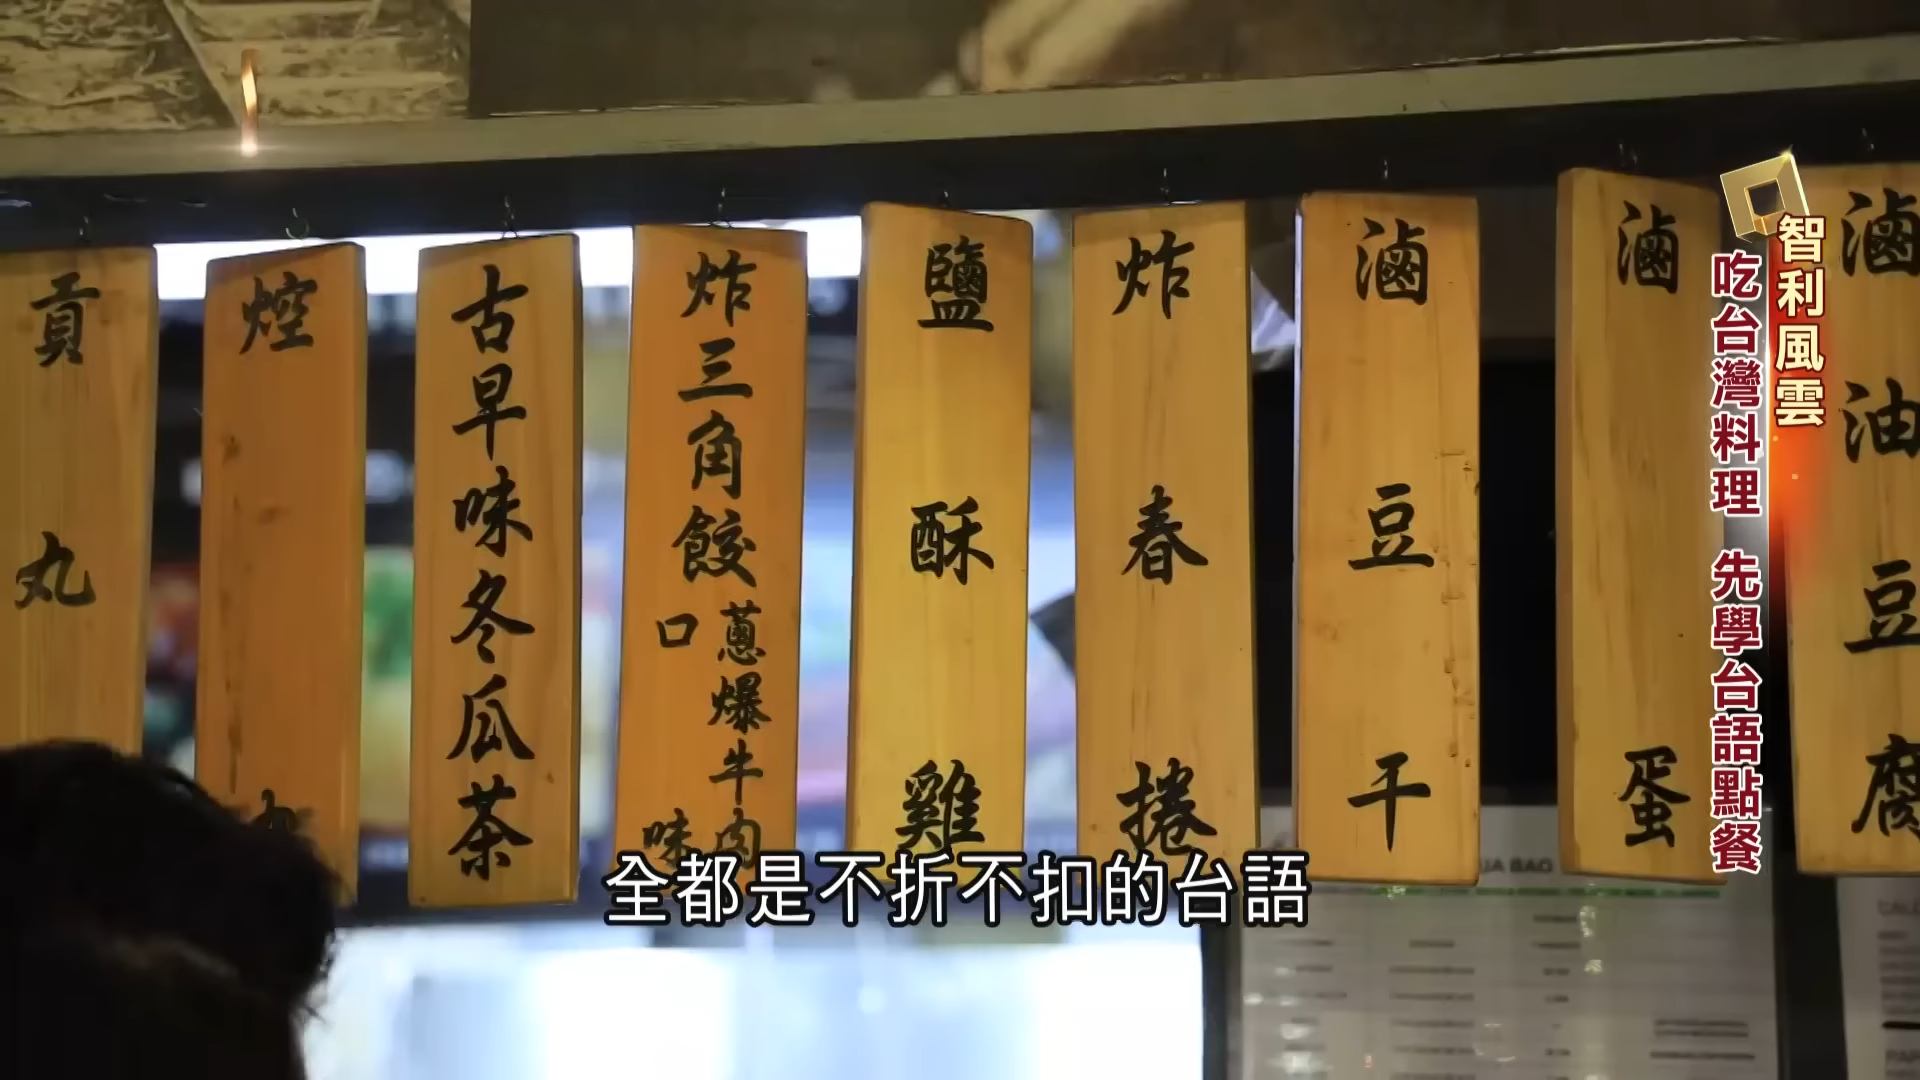 貢丸
焢
古早味冬瓜茶
炸三角餃
蔥爆牛肉
口味
鹽酥雞
炸春捲
滷豆干
滷蛋
滷油豆腐
智利風雲
吃台灣料理 先學台語點餐
全都是不折不扣的台語